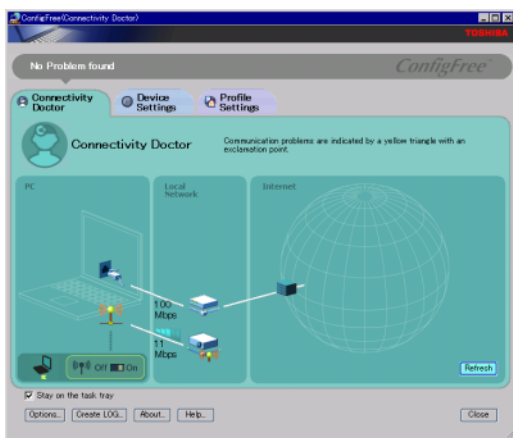 ConfigFree(Connectivity Doctor)
TOSHIBA
No Problem found
ConfigFree
Connectivity Doctor
Device Settings
Profile Settings
Connectivity Doctor
Communication problems are indicated by a yellow triangle with an
exclamation point.
PC
Local
Network
Internet
100
Mbps
11
Mbps
Off
On
Refresh
Stay on the task tray
Options...
Create LOG...
About...
Help...
Close